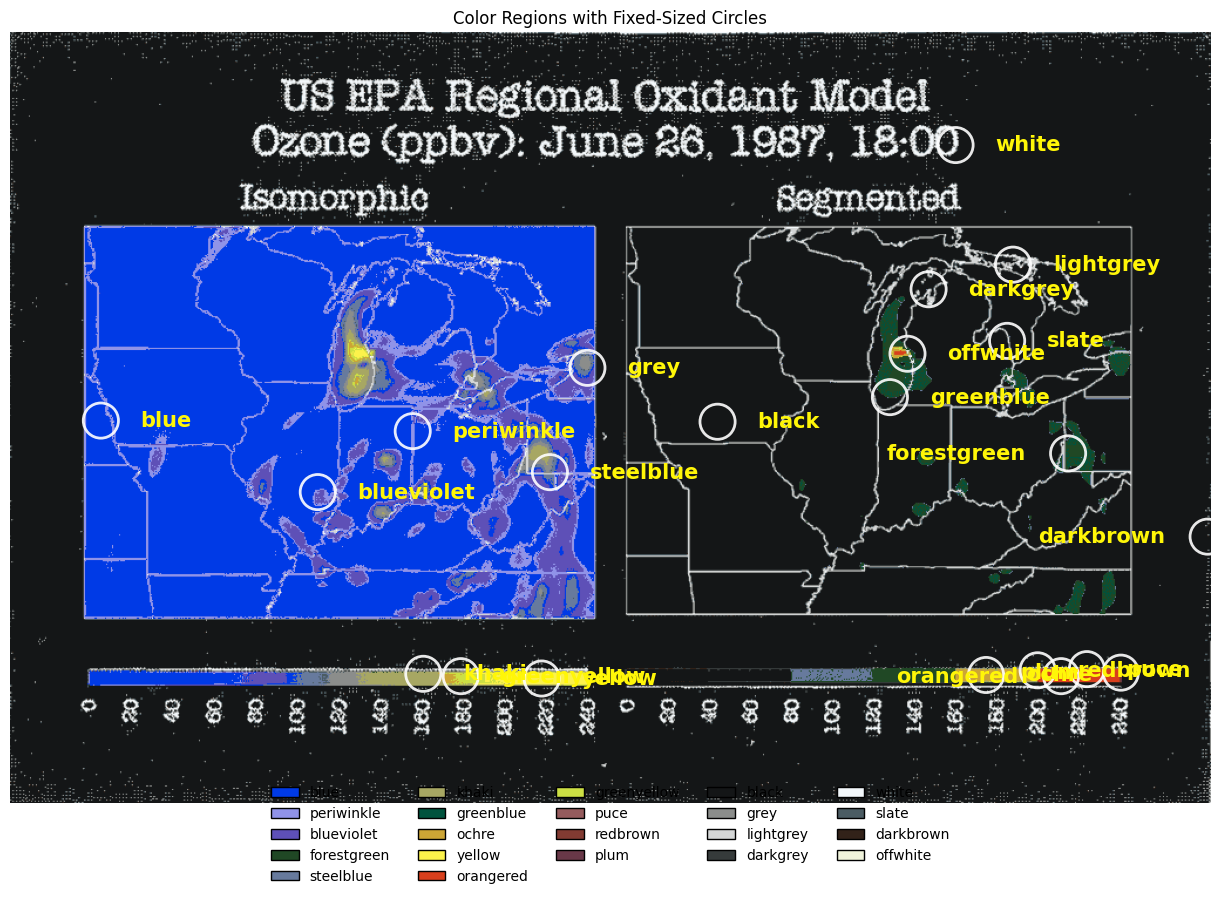 Color Regions with Fixed-Sized Circles
US EPA Regional Oxidant Model
Ozone (ppbv): June 26, 1987, 18:00
white
Isomorphic
Segmented
lightgrey
darkgrey
slate
offwhite
grey
greenblue
blue
periwinkle
black
forestgreen
steelblue
blueviolet
darkbrown
khaki
yellow
orangered
plum
redbrown
puce
0 20 40 60 80 100 120 140 160 180 200 220 240
0 20 40 60 80 100 120 140 160 180 200 220 240
blue khaki greenyellow black white
periwinkle greenblue puce grey slate
blueviolet ochre redbrown lightgrey darkbrown
forestgreen yellow plum darkgrey offwhite
steelblue orangered